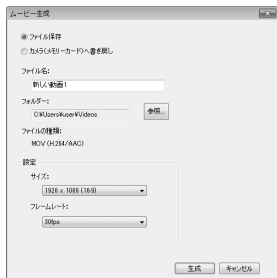 ムービー生成
ファイル保存
カメラ(メモリーカード)へ書き戻し
ファイル名:
新しい動画1
フォルダー:
C:¥Users¥user¥Videos
参照...
ファイルの種類:
MOV (H.264/AAC)
設定
サイズ:
1920 x 1080 (16:9)
フレームレート:
30fps
生成
キャンセル